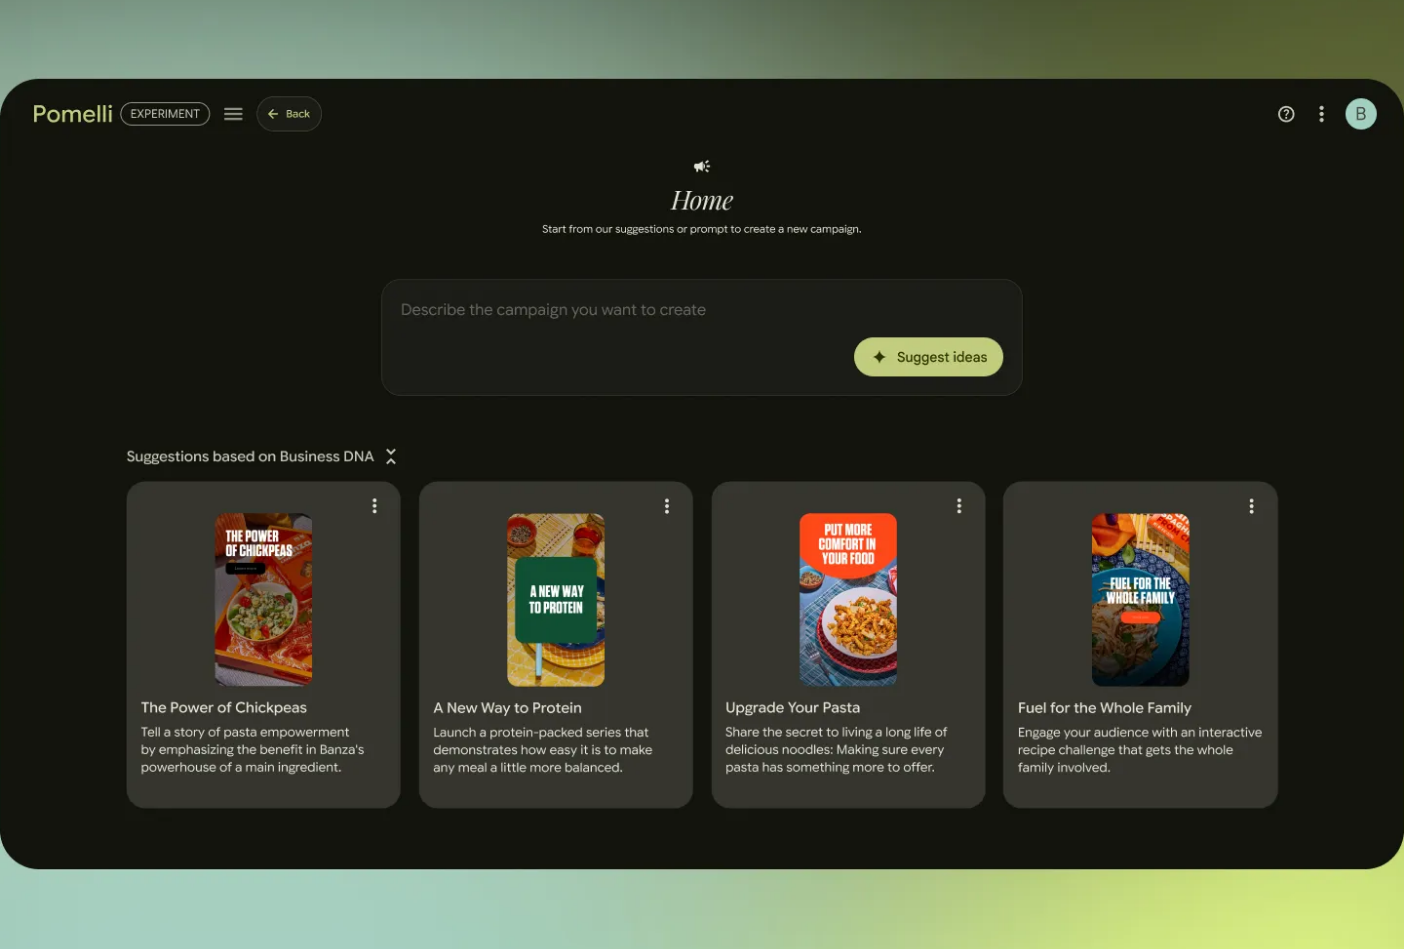 Pomelli
EXPERIMENT
Back
B
Home
Start from our suggestions or prompt to create a new campaign.
Describe the campaign you want to create
Suggest ideas
Suggestions based on Business DNA
THE POWER
OF CHICKPEAS
The Power of Chickpeas
Tell a story of pasta empowerment
by emphasizing the benefit in Banza's
powerhouse of a main ingredient.
A NEW WAY
TO PROTEIN
A New Way to Protein
Launch a protein-packed series that
demonstrates how easy it is to make
any meal a little more balanced.
PUT MORE
COMFORT IN
YOUR FOOD
Upgrade Your Pasta
Share the secret to living a long life of
delicious noodles: Making sure every
pasta has something more to offer.
FUEL FOR THE
WHOLE FAMILY
Fuel for the Whole Family
Engage your audience with an interactive
recipe challenge that gets the whole
family involved.